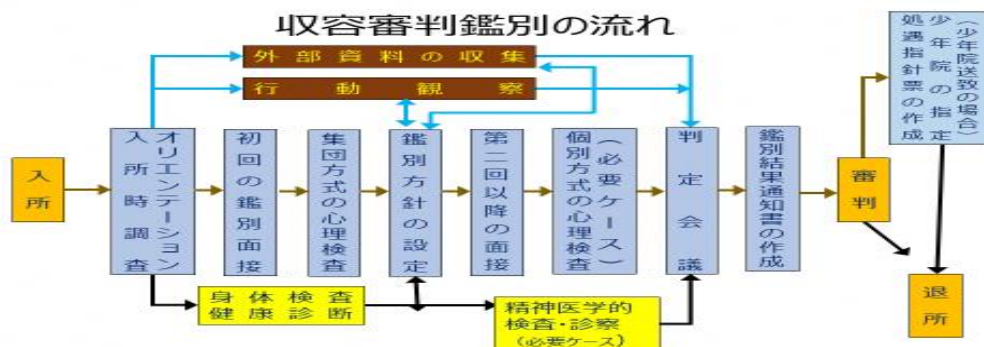 収容審判鑑別の流れ
外部資料の収集
行動観察
入所
オリエンテーション
入所時調査
初回の鑑別面接
集団方式の心理検査
鑑別方針の設定
第二回以降の面接
(必要ケース)
個別方式の心理検査
判定会議
鑑別結果通知書の作成
審判
(少年院送致の場合)
少年院の指定
処遇指針票の作成
退所
身体検査
健康診断
精神医学的
検査・診察
(必要ケース)